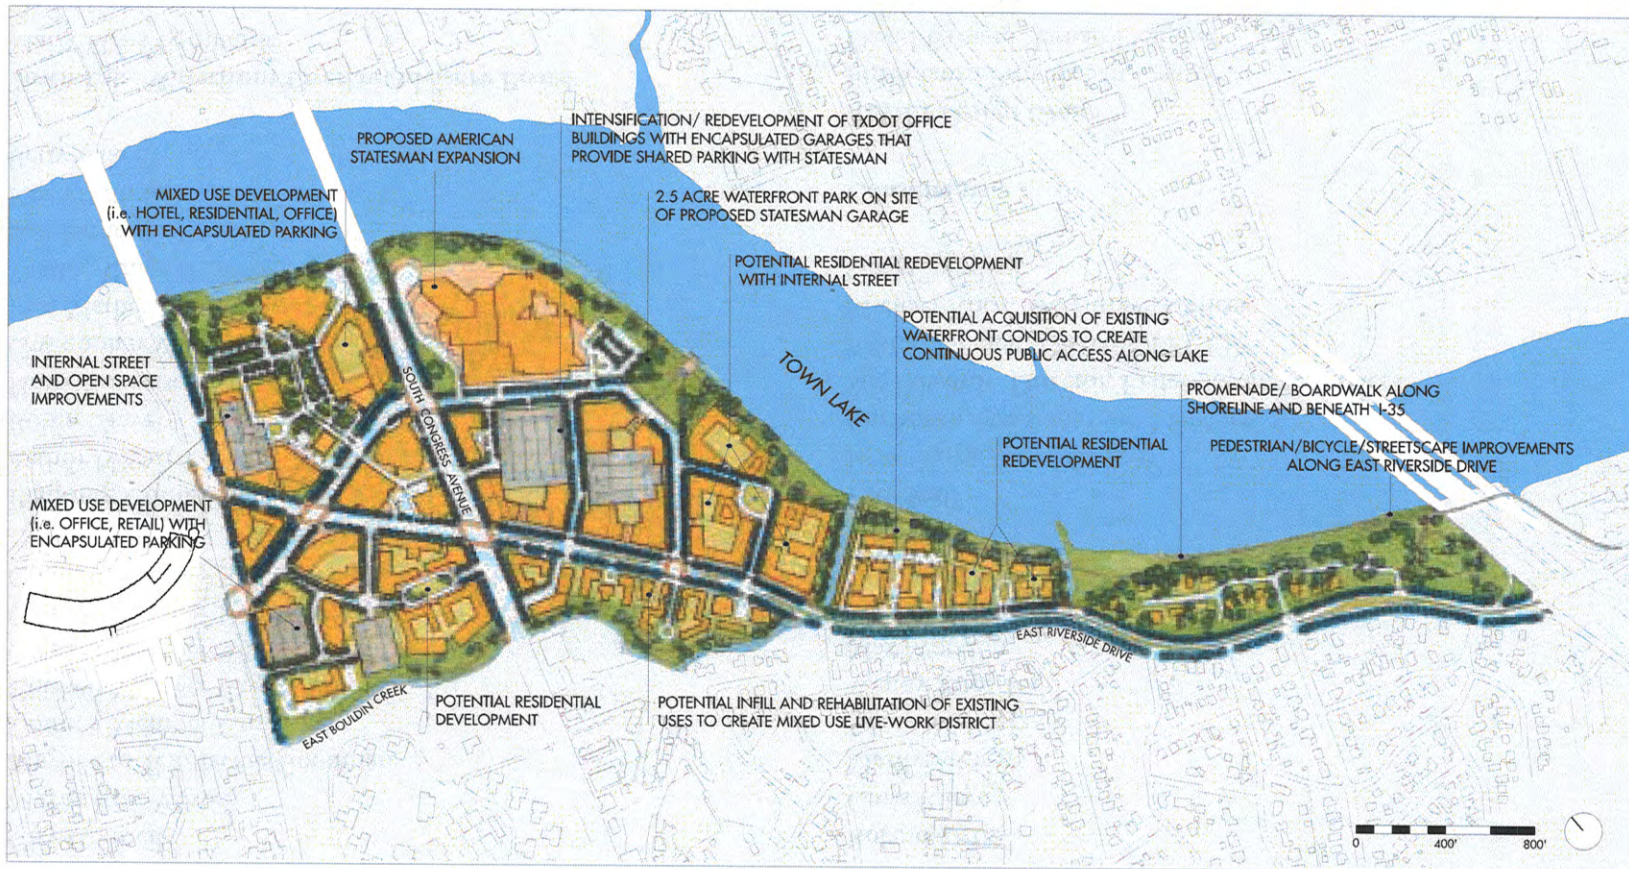 PROPOSED AMERICAN
STATESMAN EXPANSION
INTENSIFICATION/ REDEVELOPMENT OF TXDOT OFFICE
BUILDINGS WITH ENCAPSULATED GARAGES THAT
PROVIDE SHARED PARKING WITH STATESMAN
MIXED USE DEVELOPMENT
(i.e. HOTEL, RESIDENTIAL, OFFICE)
WITH ENCAPSULATED PARKING
2.5 ACRE WATERFRONT PARK ON SITE
OF PROPOSED STATESMAN GARAGE
POTENTIAL RESIDENTIAL REDEVELOPMENT
WITH INTERNAL STREET
POTENTIAL ACQUISITION OF EXISTING
WATERFRONT CONDOS TO CREATE
CONTINUOUS PUBLIC ACCESS ALONG LAKE
INTERNAL STREET
AND OPEN SPACE
IMPROVEMENTS
TOWN LAKE
SOUTH CONGRESS AVENUE
PROMENADE/ BOARDWALK ALONG
SHORELINE AND BENEATH I-35
POTENTIAL RESIDENTIAL
REDEVELOPMENT
PEDESTRIAN/BICYCLE/STREETSCAPE IMPROVEMENTS
ALONG EAST RIVERSIDE DRIVE
MIXED USE DEVELOPMENT
(i.e. OFFICE, RETAIL) WITH
ENCAPSULATED PARKING
EAST RIVERSIDE DRIVE
EAST BOULDIN CREEK
POTENTIAL RESIDENTIAL
DEVELOPMENT
POTENTIAL INFILL AND REHABILITATION OF EXISTING
USES TO CREATE MIXED USE LIVE-WORK DISTRICT
0 400' 800'